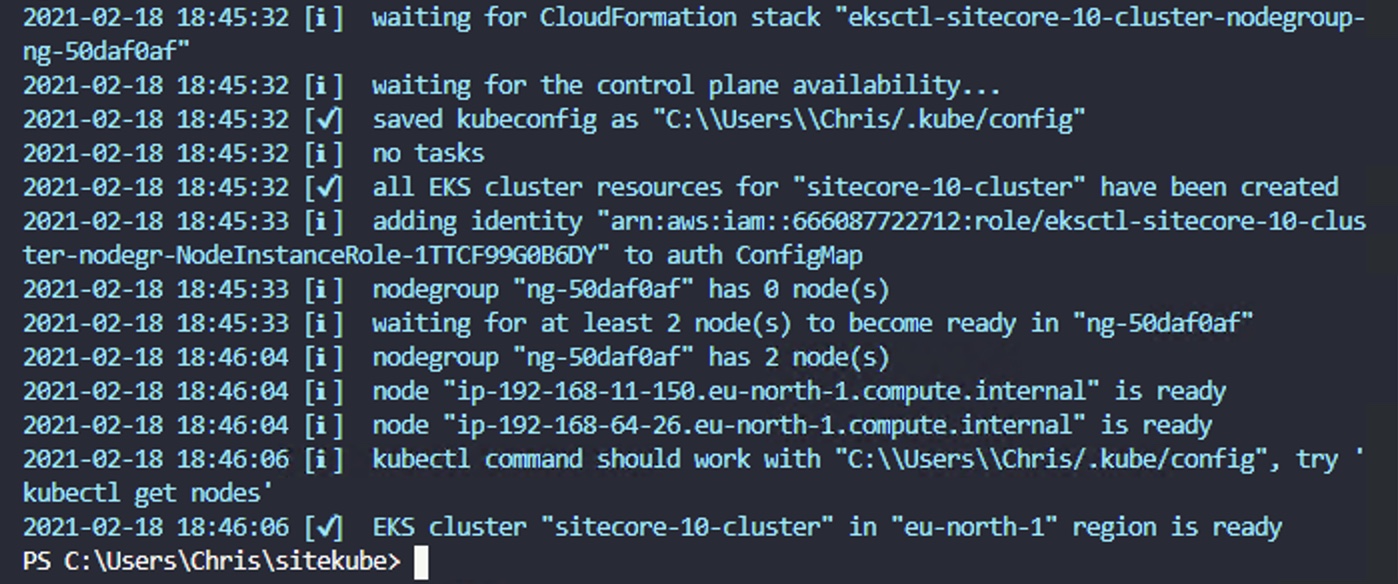 2021-02-18 18:45:32 [ℹ]  waiting for CloudFormation stack "eksctl-sitecore-10-cluster-nodegroup-
ng-50daf0af"
2021-02-18 18:45:32 [ℹ]  waiting for the control plane availability...
2021-02-18 18:45:32 [✔]  saved kubeconfig as "C:\\Users\\Chris/.kube/config"
2021-02-18 18:45:32 [ℹ]  no tasks
2021-02-18 18:45:32 [✔]  all EKS cluster resources for "sitecore-10-cluster" have been created
2021-02-18 18:45:33 [ℹ]  adding identity "arn:aws:iam::666087722712:role/eksctl-sitecore-10-clus
ter-nodegr-NodeInstanceRole-1TTCF99G0B6DY" to auth ConfigMap
2021-02-18 18:45:33 [ℹ]  nodegroup "ng-50daf0af" has 0 node(s)
2021-02-18 18:45:33 [ℹ]  waiting for at least 2 node(s) to become ready in "ng-50daf0af"
2021-02-18 18:46:04 [ℹ]  nodegroup "ng-50daf0af" has 2 node(s)
2021-02-18 18:46:04 [ℹ]  node "ip-192-168-11-150.eu-north-1.compute.internal" is ready
2021-02-18 18:46:04 [ℹ]  node "ip-192-168-64-26.eu-north-1.compute.internal" is ready
2021-02-18 18:46:06 [ℹ]  kubectl command should work with "C:\\Users\\Chris/.kube/config", try '
kubectl get nodes'
2021-02-18 18:46:06 [✔]  EKS cluster "sitecore-10-cluster" in "eu-north-1" region is ready
PS C:\Users\Chris\sitekube>